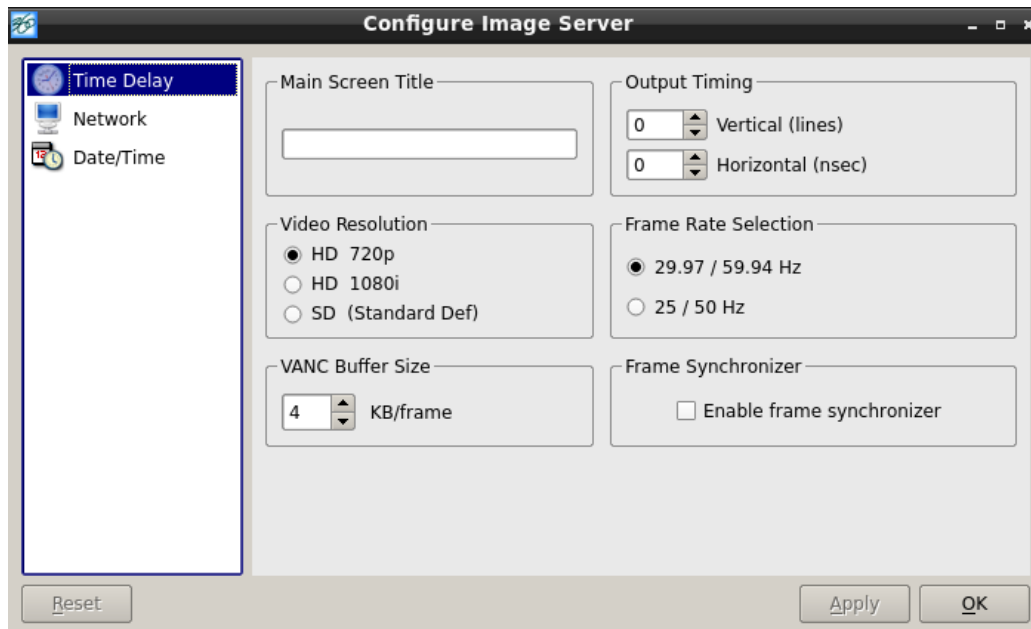 Configure Image Server
Time Delay
Network
Date/Time
Main Screen Title
Output Timing
0 Vertical (lines)
0 Horizontal (nsec)
Video Resolution
HD 720p
HD 1080i
SD (Standard Def)
Frame Rate Selection
29.97 / 59.94 Hz
25 / 50 Hz
VANC Buffer Size
4 KB/frame
Frame Synchronizer
Enable frame synchronizer
Reset
Apply
OK